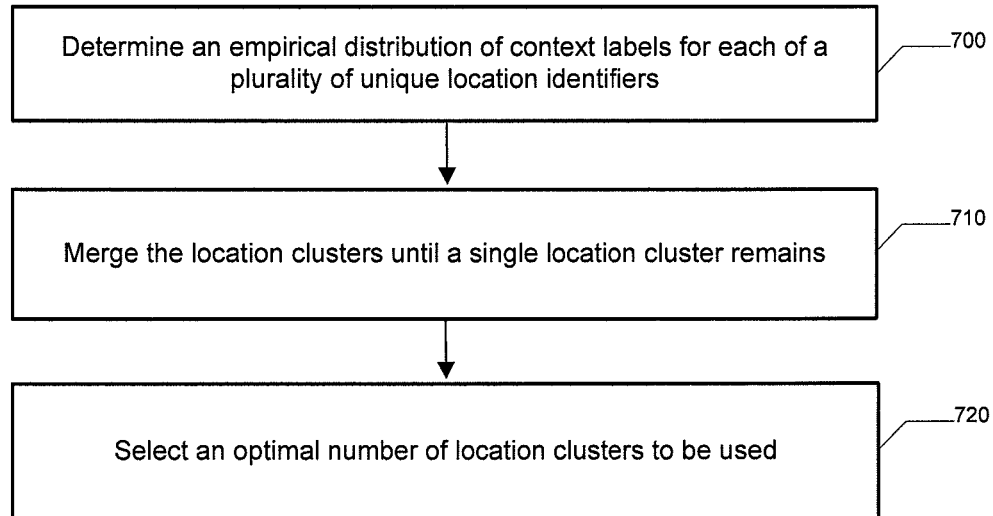 Determine an empirical distribution of context labels for each of a
plurality of unique location identifiers
700
Merge the location clusters until a single location cluster remains
710
Select an optimal number of location clusters to be used
720